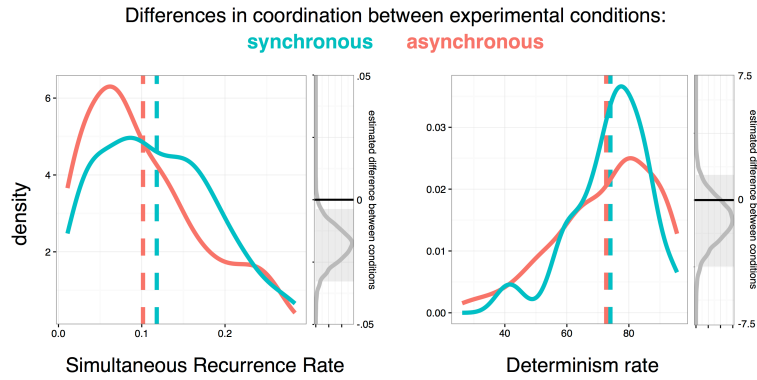 Differences in coordination between experimental conditions:
synchronous asynchronous
density
6
4
2
0.0
0.1
0.2
Simultaneous Recurrence Rate
.05
0
-.05
estimated difference between conditions
0.03
0.02
0.01
0.00
40
60
80
Determinism rate
7.5
0
-7.5
estimated difference between conditions